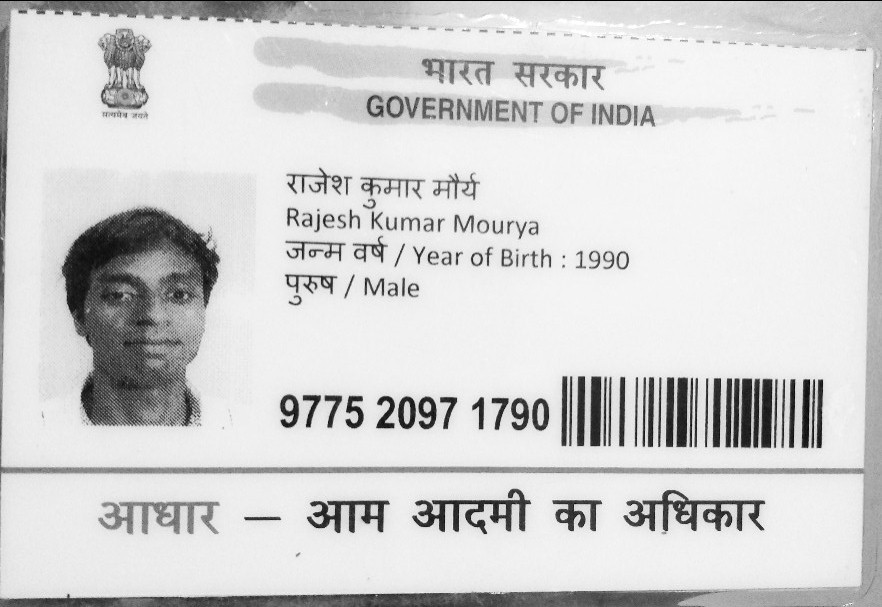 भारत सरकार
GOVERNMENT OF INDIA
सत्यमेव जयते
राजेश कुमार मौर्य
Rajesh Kumar Mourya
जन्म वर्ष / Year of Birth : 1990
पुरुष / Male
9775 2097 1790
आधार — आम आदमी का अधिकार